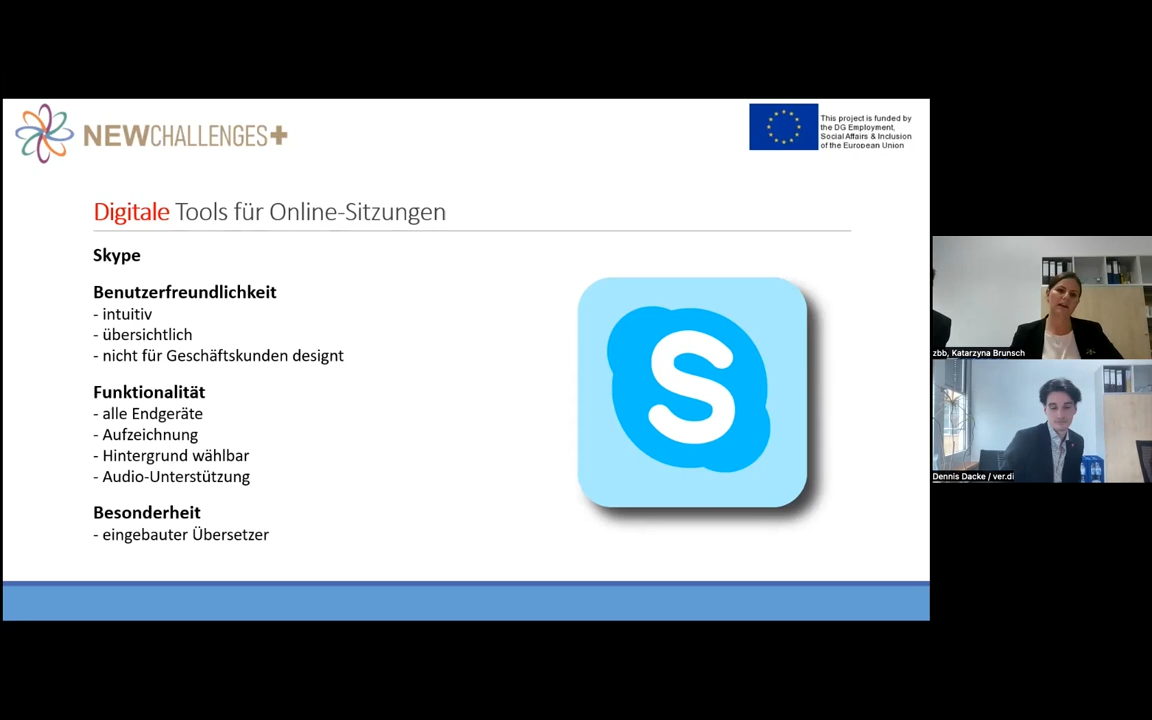 NEWCHALLENGES+
This project is funded by
the DG Employment,
Social Affairs & Inclusion
of the European Union
Digitale Tools für Online-Sitzungen
Skype
Benutzerfreundlichkeit
- intuitiv
- übersichtlich
- nicht für Geschäftskunden designt
Funktionalität
- alle Endgeräte
- Aufzeichnung
- Hintergrund wählbar
- Audio-Unterstützung
Besonderheit
- eingebauter Übersetzer
S
zbb, Katarzyna Brunsch
Dennis Dacke / ver.di